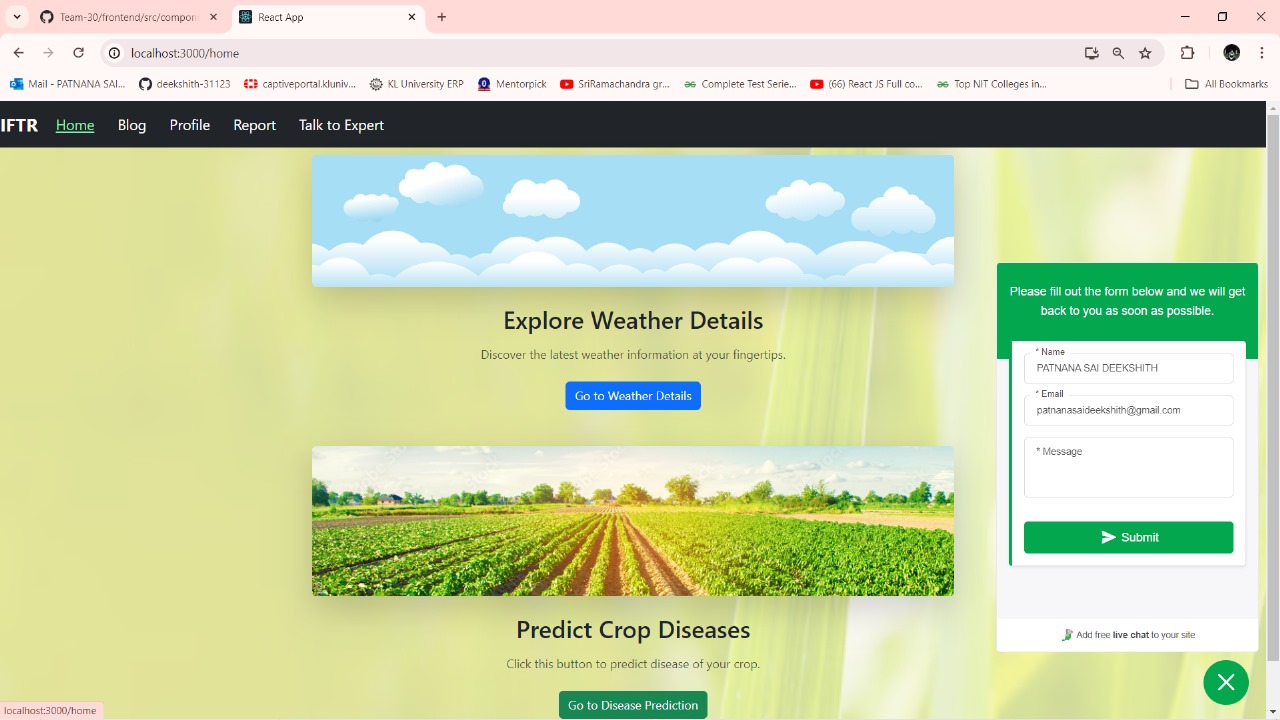 Team-30/frontend/src/compon
React App
localhost:3000/home
Mail - PATNANA SAI-...
deekshith-31123
captiveportal.kluniv...
KL University ERP
Mentorpick
SriRamachandra gr...
Complete Test Serie...
(66) React JS Full co...
Top NIT Colleges in...
All Bookmarks
IFTR
Home
Blog
Profile
Report
Talk to Expert
Explore Weather Details
Discover the latest weather information at your fingertips.
Go to Weather Details
Predict Crop Diseases
Click this button to predict disease of your crop.
Go to Disease Prediction
Please fill out the form below and we will get
back to you as soon as possible.
* Name
PATNANA SAI DEEKSHITH
* Email
patnanasaideekshith@gmail.com
* Message
Submit
Add free live chat to your site
localhost:3000/home